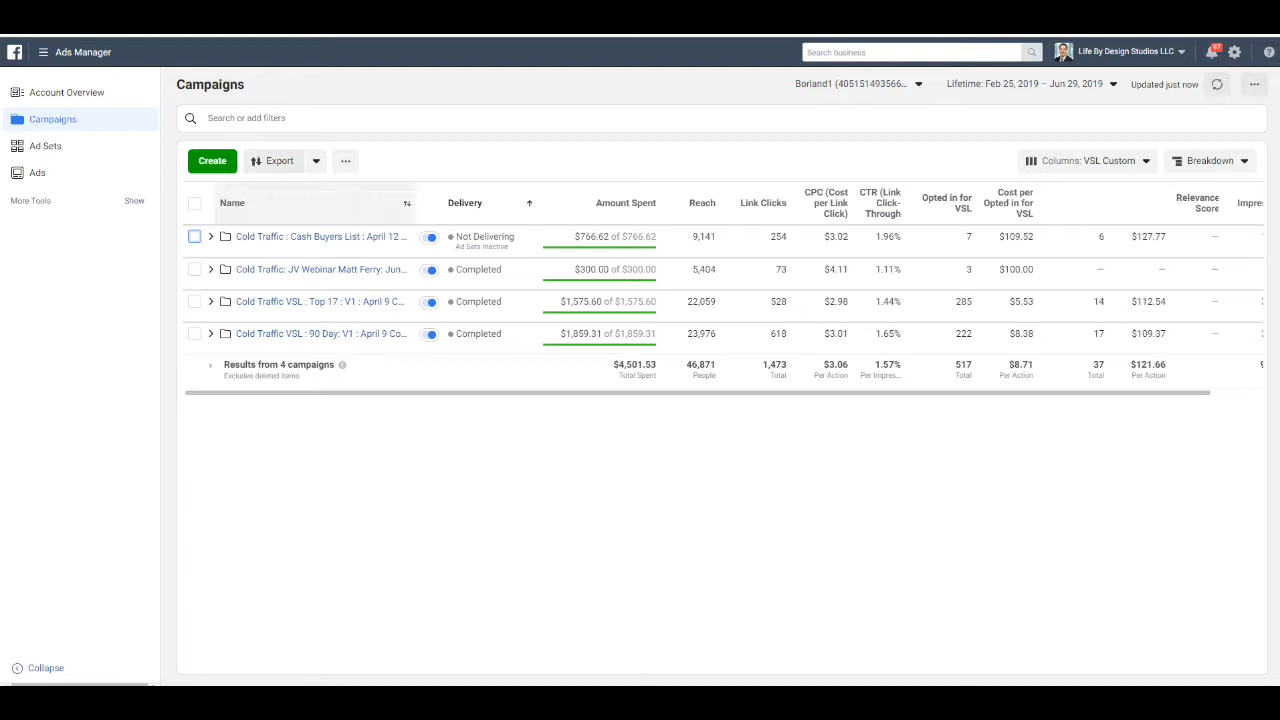 Ads Manager
Search business
Life By Design Studios LLC
97
Account Overview
Campaigns
Ad Sets
Ads
More Tools
Show
Collapse
Campaigns
Borland1 (405151493566...
Lifetime: Feb 25, 2019 – Jun 29, 2019
Updated just now
Search or add filters
Create
Export
Columns: VSL Custom
Breakdown
Name
Delivery
Amount Spent
Reach
Link Clicks
CPC (Cost per Link Click)
CTR (Link Click-Through
Opted in for VSL
Cost per Opted in for VSL
Relevance Score
Impres
Cold Traffic : Cash Buyers List : April 12 ... Not Delivering $766.62 of $766.62 9,141 254 $3.02 1.96% 7 $109.52 6 $127.77 —
Ad Sets Inactive
Cold Traffic: JV Webinar Matt Ferry: Jun... Completed $300.00 of $300.00 5,404 73 $4.11 1.11% 3 $100.00 — — —
Cold Traffic VSL : Top 17 : V1 : April 9 C... Completed $1,575.60 of $1,575.60 22,059 528 $2.98 1.44% 285 $5.53 14 $112.54 —
Cold Traffic VSL : 90 Day: V1 : April 9 Co... Completed $1,859.31 of $1,859.31 23,976 618 $3.01 1.65% 222 $8.38 17 $109.37 —
Results from 4 campaigns $4,501.53 46,871 1,473 $3.06 1.57% 517 $8.71 37 $121.66
Excludes deleted items Total Spent People Total Per Action Per Impres... Total Per Action Total Per Action